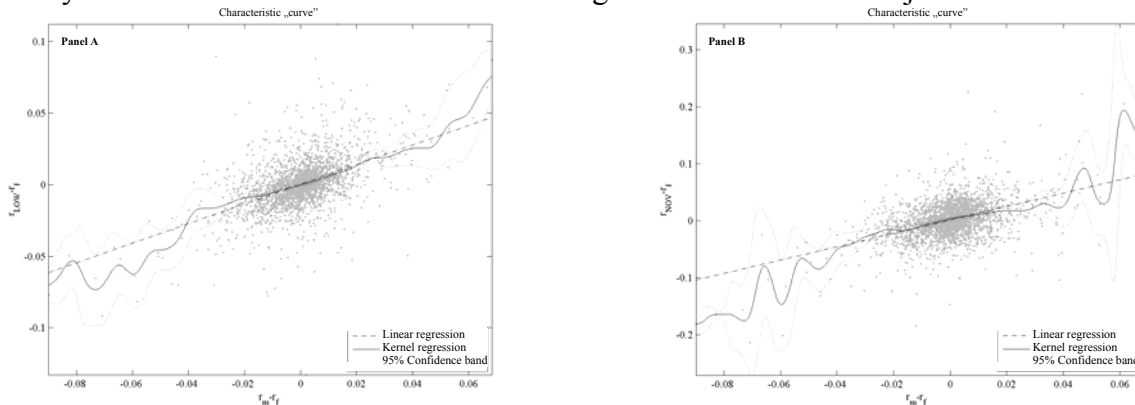 Characteristic „curve”
Panel A
0.1
0.05
0
-0.05
-0.1
r_LOW-r_f
Linear regression
Kernel regression
95% Confidence band
-0.08 -0.06 -0.04 -0.02 0 0.02 0.04 0.06
r_m-r_f
Characteristic „curve”
Panel B
0.3
0.2
0.1
0
-0.1
-0.2
r_NOV-r_f
Linear regression
Kernel regression
95% Confidence band
-0.08 -0.06 -0.04 -0.02 0 0.02 0.04 0.06
r_m-r_f